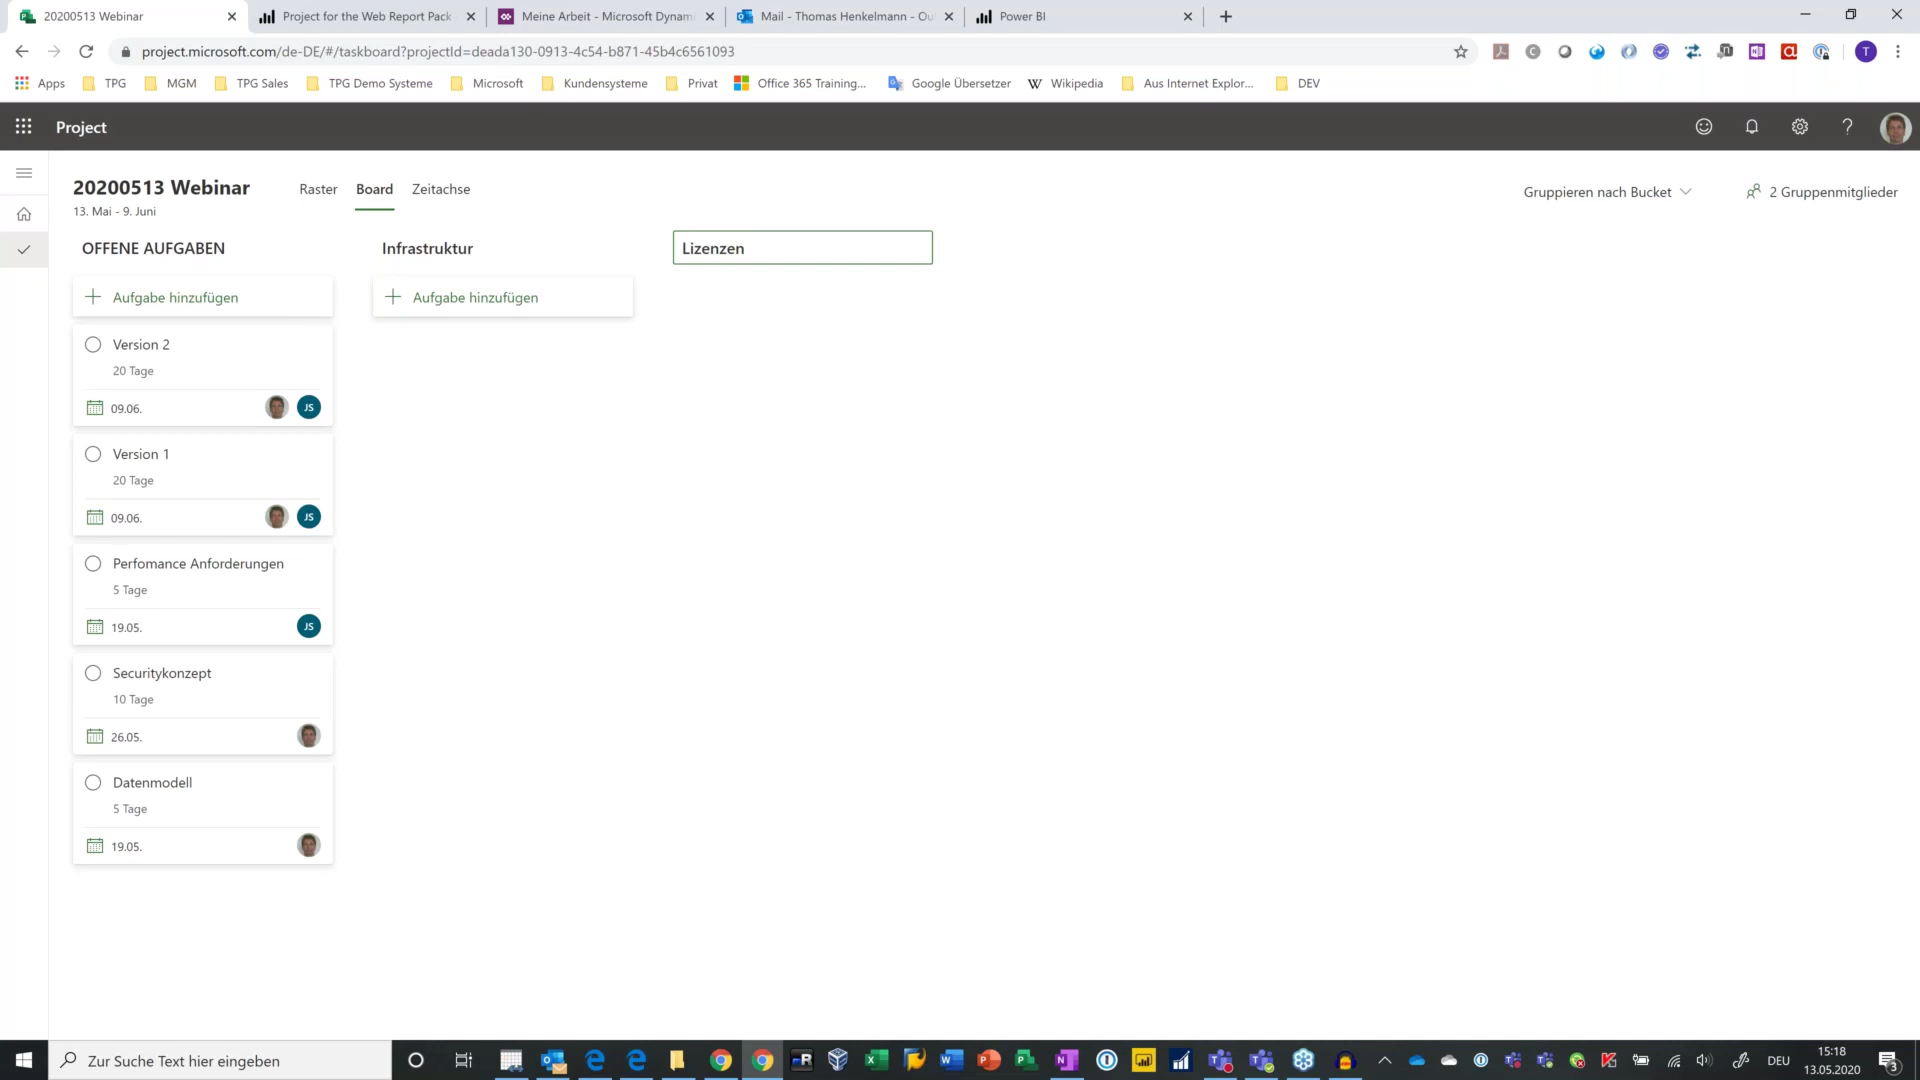 20200513 Webinar
Project for the Web Report Pack
Meine Arbeit - Microsoft Dynami
Mail - Thomas Henkelmann - Ou
Power BI
project.microsoft.com/de-DE/#/taskboard?projectId=deada130-0913-4c54-b871-45b4c6561093
T
Apps
TPG
MGM
TPG Sales
TPG Demo Systeme
Microsoft
Kundensysteme
Privat
Office 365 Training...
Google Übersetzer
W Wikipedia
Aus Internet Explor...
DEV
Project
?
20200513 Webinar
13. Mai - 9. Juni
Raster
Board
Zeitachse
Gruppieren nach Bucket
2 Gruppenmitglieder
OFFENE AUFGABEN
Infrastruktur
Lizenzen
Aufgabe hinzufügen
Aufgabe hinzufügen
Version 2
20 Tage
09.06.
JS
Version 1
20 Tage
09.06.
JS
Perfomance Anforderungen
5 Tage
19.05.
JS
Securitykonzept
10 Tage
26.05.
Datenmodell
5 Tage
19.05.
Zur Suche Text hier eingeben
DEU
15:18
13.05.2020
3